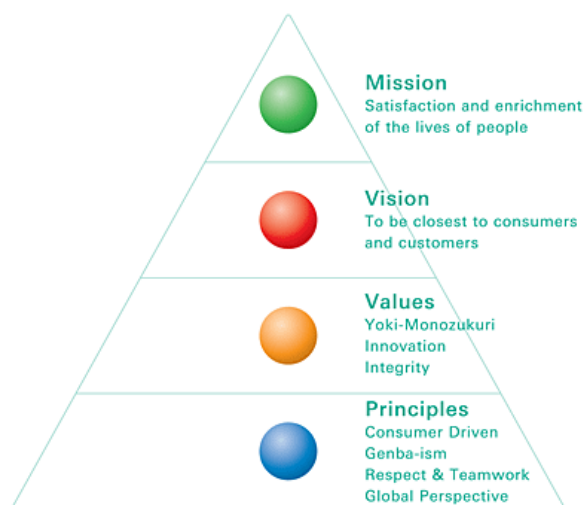 Mission
Satisfaction and enrichment
of the lives of people
Vision
To be closest to consumers
and customers
Values
Yoki-Monozukuri
Innovation
Integrity
Principles
Consumer Driven
Genba-ism
Respect & Teamwork
Global Perspective